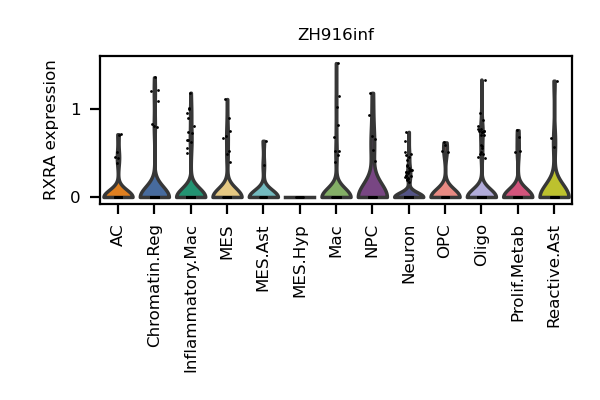 ZH916inf
RXRA expression
1
0
AC
Chromatin.Reg
Inflammatory.Mac
MES
MES.Ast
MES.Hyp
Mac
NPC
Neuron
OPC
Oligo
Prolif.Metab
Reactive.Ast